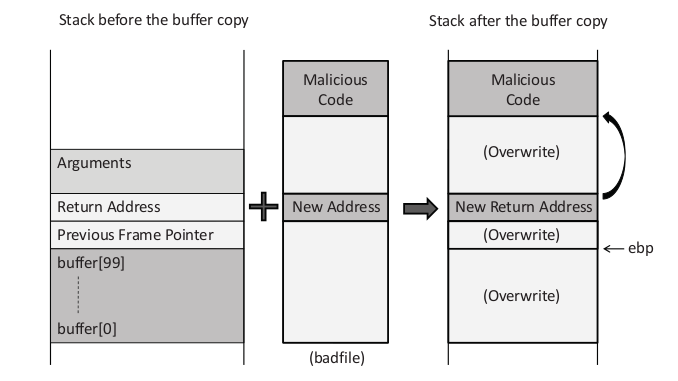 Stack before the buffer copy
Stack after the buffer copy
Arguments
Return Address
Previous Frame Pointer
buffer[99]
buffer[0]
Malicious
Code
New Address
(badfile)
Malicious
Code
(Overwrite)
New Return Address
(Overwrite)
ebp
(Overwrite)